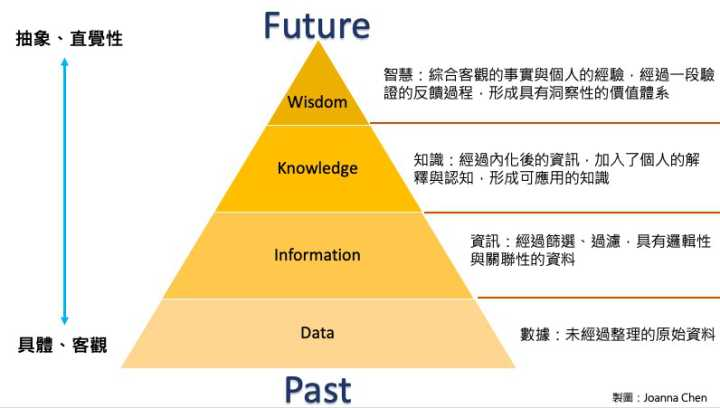 Future
抽象、直覺性
智慧：綜合客觀的事實與個人的經驗，經過一段驗
證的反饋過程，形成具有洞察性的價值體系
Wisdom
知識：經過內化後的資訊，加入了個人的解
釋與認知，形成可應用的知識
Knowledge
資訊：經過篩選、過濾，具有邏輯性
與關聯性的資料
Information
Data
數據：未經過整理的原始資料
具體、客觀
Past
製圖：Joanna Chen